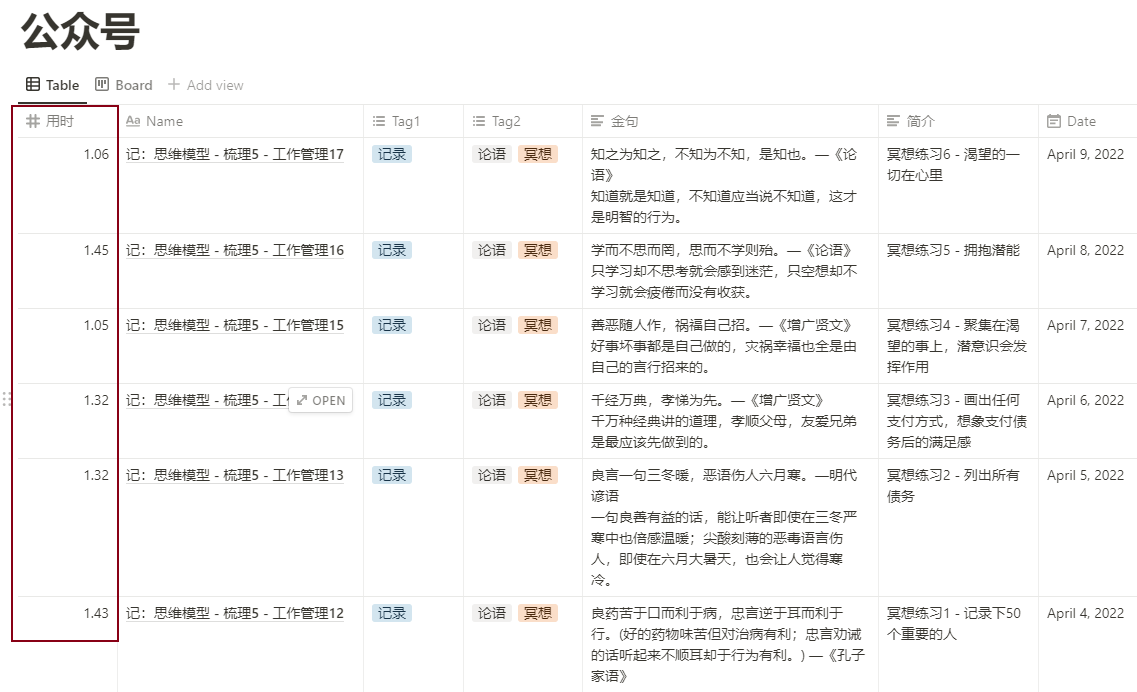 公众号
Table Board + Add view
用时 Aa Name Tag1 Tag2 金句 简介 Date
1.06 记：思维模型 - 梳理5 - 工作管理17 记录 论语 冥想 知之为知之，不知为不知，是知也。—《论 冥想练习6 - 渴望的一 April 9, 2022
语》 切在心里
知道就是知道，不知道应当说不知道，这才
是明智的行为。
1.45 记：思维模型 - 梳理5 - 工作管理16 记录 论语 冥想 学而不思而罔，思而不学则殆。—《论语》 冥想练习5 - 拥抱潜能 April 8, 2022
只学习却不思考就会感到迷茫，只空想却不
学习就会疲倦而没有收获。
1.05 记：思维模型 - 梳理5 - 工作管理15 记录 论语 冥想 善恶随人作，祸福自己招。—《增广贤文》 冥想练习4 - 聚集在渴 April 7, 2022
好事坏事都是自己做的，灾祸幸福也全是由 望的事上，潜意识会发
自己的言行招来的。 挥作用
1.32 记：思维模型 - 梳理5 - 工 OPEN 记录 论语 冥想 千经万典，孝悌为先。—《增广贤文》 冥想练习3 - 画出任何 April 6, 2022
千万种经典讲的道理，孝顺父母，友爱兄弟 支付方式，想象支付债
是最应该先做到的。 务后的满足感
1.32 记：思维模型 - 梳理5 - 工作管理13 记录 论语 冥想 良言一句三冬暖，恶语伤人六月寒。—明代 冥想练习2 - 列出所有 April 5, 2022
谚语 债务
一句良善有益的话，能让听者即使在三冬严
寒中也倍感温暖；尖酸刻薄的恶毒语言伤
人，即使在六月大暑天，也会让人觉得寒
冷。
1.43 记：思维模型 - 梳理5 - 工作管理12 记录 论语 冥想 良药苦于口而利于病，忠言逆于耳而利于 冥想练习1 - 记录下50 April 4, 2022
行。(好的药物味苦但对治病有利；忠言劝诫 个重要的人
的话听起来不顺耳却于行为有利。) —《孔子
家语》